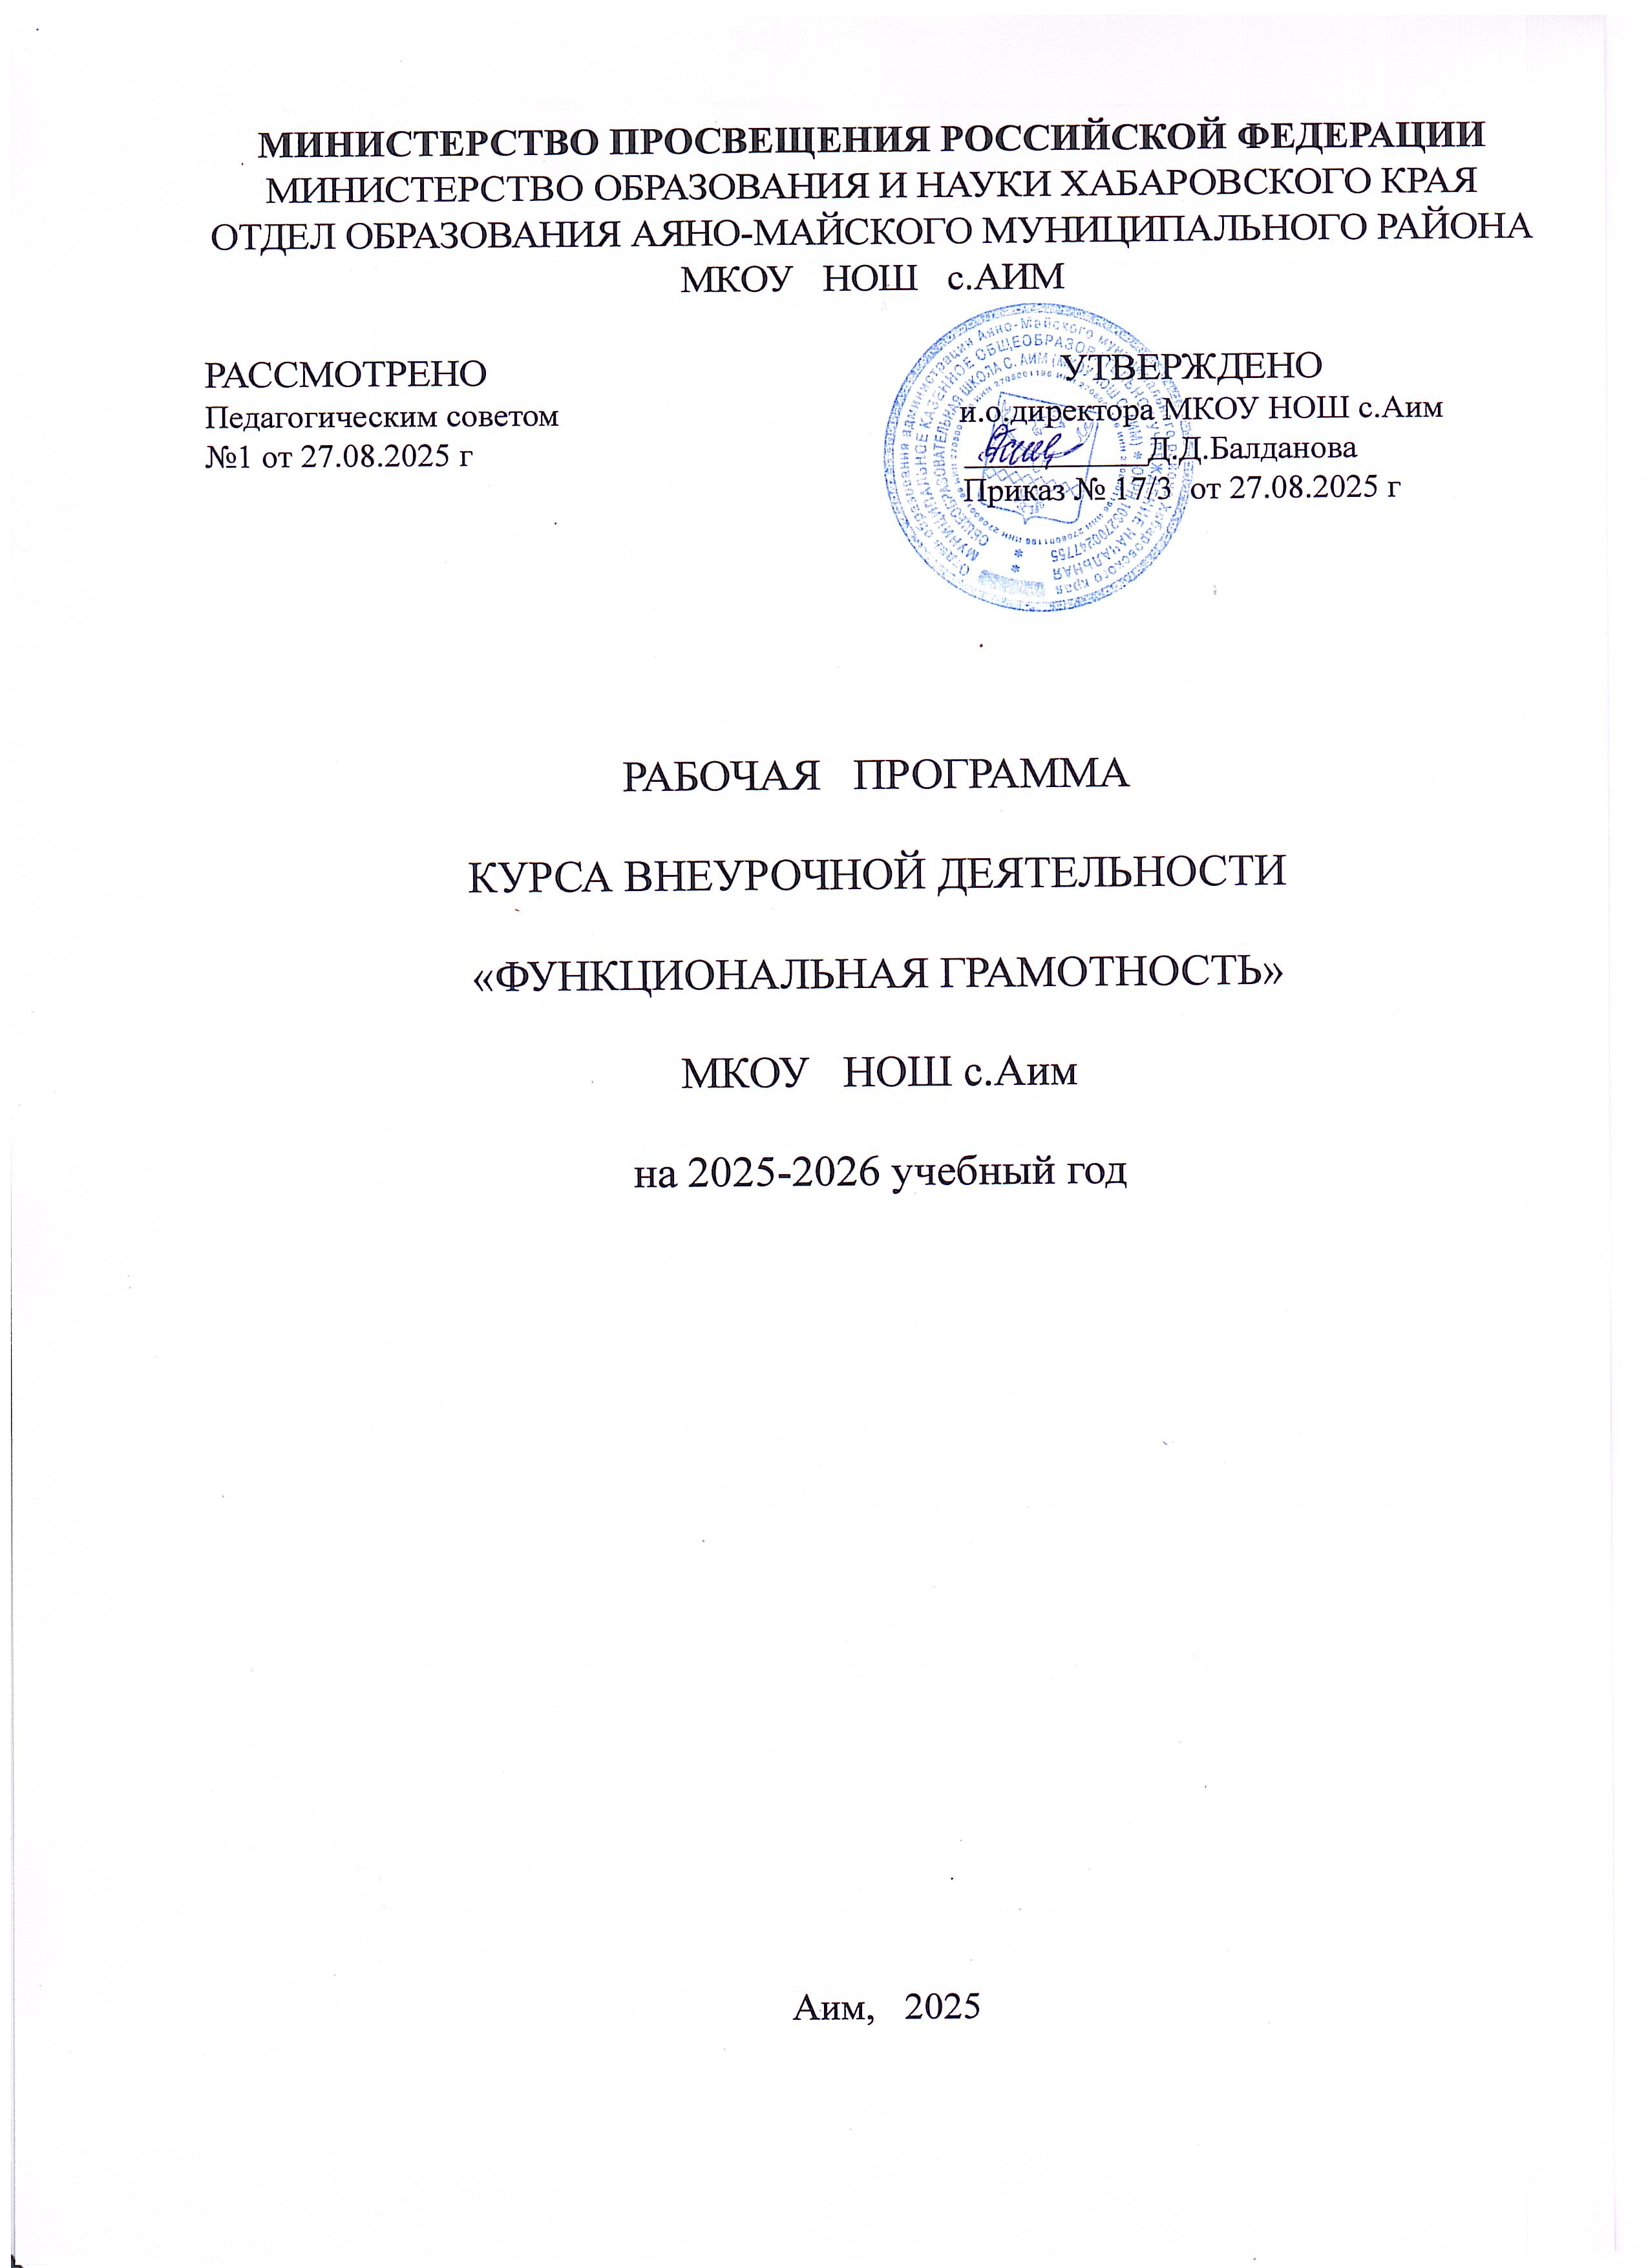 МИНИСТЕРСТВО ПРОСВЕЩЕНИЯ РОССИЙСКОЙ ФЕДЕРАЦИИ
МИНИСТЕРСТВО ОБРАЗОВАНИЯ И НАУКИ ХАБАРОВСКОГО КРАЯ
ОТДЕЛ ОБРАЗОВАНИЯ АЯНО-МАЙСКОГО МУНИЦИПАЛЬНОГО РАЙОНА
МКОУ НОШ с.АИМ
РАССМОТРЕНО
Педагогическим советом
№1 от 27.08.2025 г
УТВЕРЖДЕНО
и.о.директора МКОУ НОШ с.Аим
Д.Д.Балданова
Приказ № 17/3 от 27.08.2025 г
РАБОЧАЯ ПРОГРАММА
КУРСА ВНЕУРОЧНОЙ ДЕЯТЕЛЬНОСТИ
«ФУНКЦИОНАЛЬНАЯ ГРАМОТНОСТЬ»
МКОУ НОШ с.Аим
на 2025-2026 учебный год
Аим, 2025